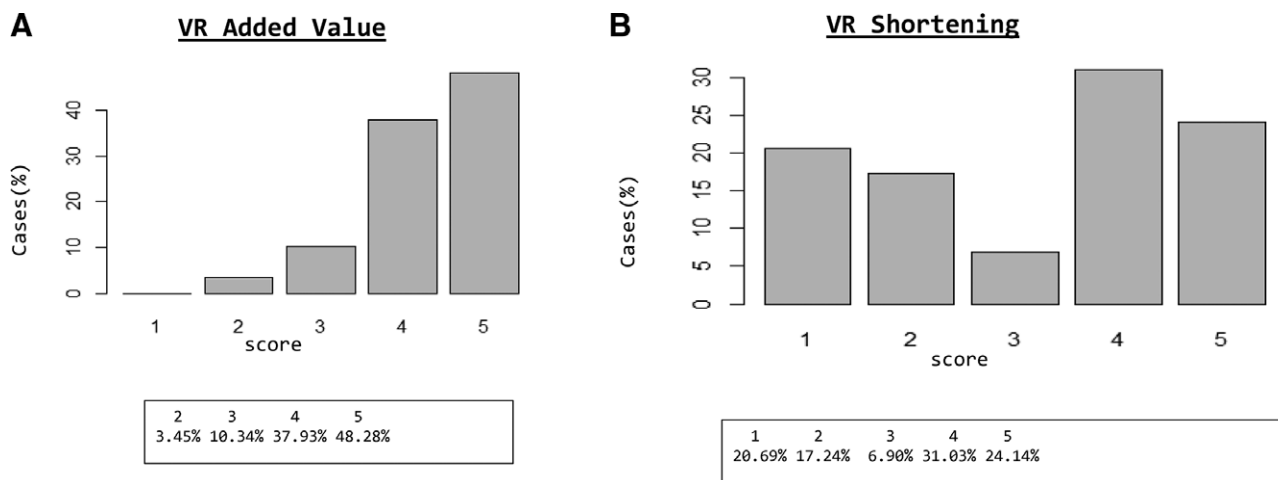 A
VR Added Value
Cases(%)
0
10
20
30
40
1 2 3 4 5
score
2 3 4 5
3.45% 10.34% 37.93% 48.28%
B
VR Shortening
Cases(%)
0
5
10
15
20
25
30
1 2 3 4 5
score
1 2 3 4 5
20.69% 17.24% 6.90% 31.03% 24.14%